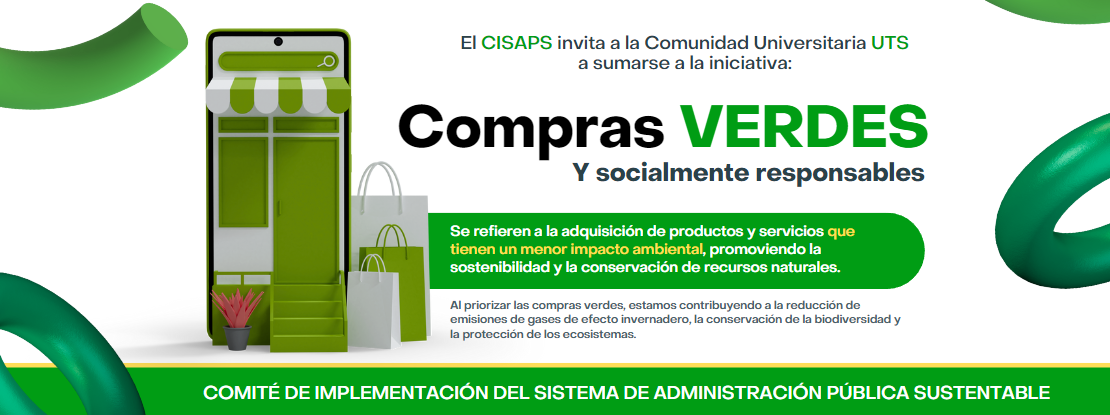 El CISAPS invita a la Comunidad Universitaria UTS
a sumarse a la iniciativa:
Compras VERDES
Y socialmente responsables
Se refieren a la adquisición de productos y servicios que
tienen un menor impacto ambiental, promoviendo la
sostenibilidad y la conservación de recursos naturales.
Al priorizar las compras verdes, estamos contribuyendo a la reducción de
emisiones de gases de efecto invernadero, la conservación de la biodiversidad y
la protección de los ecosistemas.
COMITÉ DE IMPLEMENTACIÓN DEL SISTEMA DE ADMINISTRACIÓN PÚBLICA SUSTENTABLE